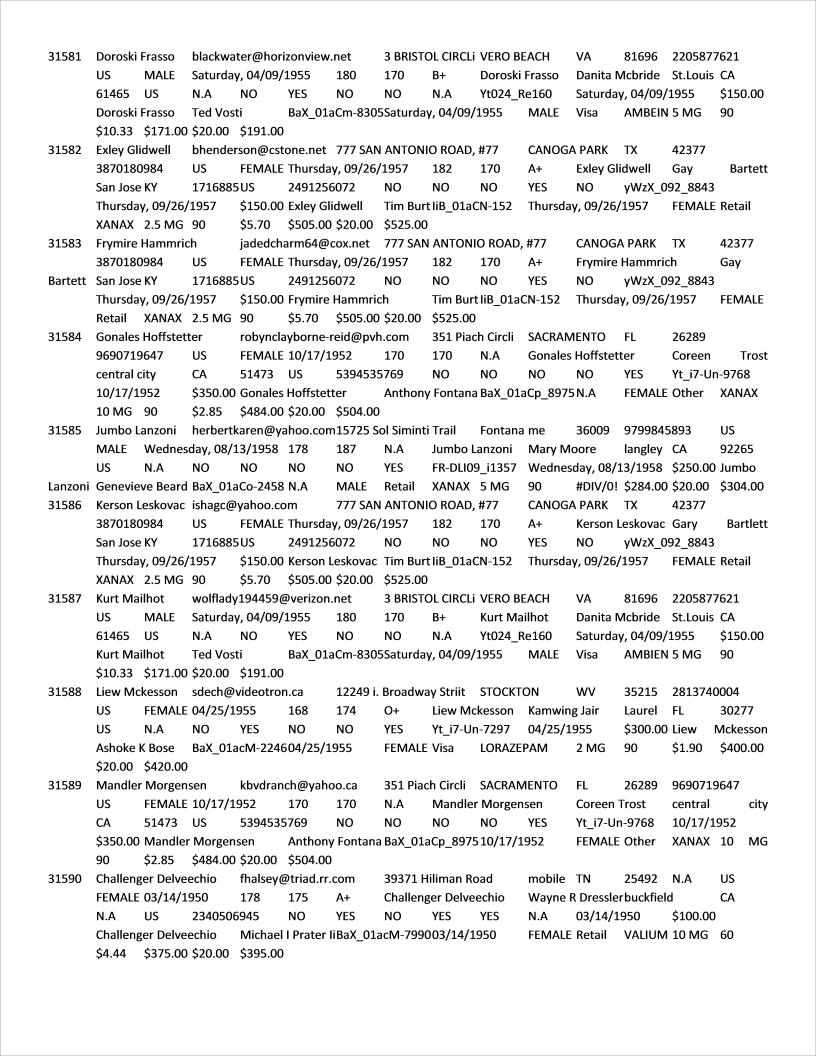 31581 Doroski Frasso blackwater@horizonview.net 3 BRISTOL CIRCLi VERO BEACH VA 81696 2205877621
US MALE Saturday, 04/09/1955 180 170 B+ Doroski Frasso Danita Mcbride St.Louis CA
61465 US N.A NO YES NO NO N.A Yt024_Re160 Saturday, 04/09/1955 $150.00
Doroski Frasso Ted Vosti BaX_01aCm-8305Saturday, 04/09/1955 MALE Visa AMBEIN 5 MG 90
$10.33 $171.00 $20.00 $191.00
31582 Exley Glidwell bhenderson@cstone.net 777 SAN ANTONIO ROAD, #77 CANOGA PARK TX 42377
3870180984 US FEMALE Thursday, 09/26/1957 182 170 A+ Exley Glidwell Gay Bartett
San Jose KY 1716885US 2491256072 NO NO NO YES NO yWzX_092_8843
Thursday, 09/26/1957 $150.00 Exley Glidwell Tim Burt IiB_01aCN-152 Thursday, 09/26/1957 FEMALE Retail
XANAX 2.5 MG 90 $5.70 $505.00 $20.00 $525.00
31583 Frymire Hammrich jadedcharm64@cox.net 777 SAN ANTONIO ROAD, #77 CANOGA PARK TX 42377
3870180984 US FEMALE Thursday, 09/26/1957 182 170 A+ Frymire Hammrich Gay
Bartett San Jose KY 1716885US 2491256072 NO NO NO YES NO yWzX_092_8843
Thursday, 09/26/1957 $150.00 Frymire Hammrich Tim Burt IiB_01aCN-152 Thursday, 09/26/1957 FEMALE
Retail XANAX 2.5 MG 90 $5.70 $505.00 $20.00 $525.00
31584 Gonales Hoffstetter robynclayborne-reid@pvh.com 351 Piach Circli SACRAMENTO FL 26289
9690719647 US FEMALE 10/17/1952 170 170 N.A Gonales Hoffstetter Coreen Trost
central city CA 51473 US 5394535769 NO NO NO NO YES Yt_i7-Un-9768
10/17/1952 $350.00 Gonales Hoffstetter Anthony Fontana BaX_01aCp_8975N.A FEMALE Other XANAX
10 MG 90 $2.85 $484.00 $20.00 $504.00
31585 Jumbo Lanzoni herbertkaren@yahoo.com15725 Sol Siminti Trail Fontana me 36009 9799845893 US
MALE Wednesday, 08/13/1958 178 187 N.A Jumbo Lanzoni Mary Moore langley CA 92265
US N.A NO NO NO NO YES FR-DLI09_i1357 Wednesday, 08/13/1958 $250.00 Jumbo
Lanzoni Genevieve Beard BaX_01aCo-2458 N.A MALE Retail XANAX 5 MG 90 #DIV/0! $284.00 $20.00 $304.00
31586 Kerson Leskovac ishagc@yahoo.com 777 SAN ANTONIO ROAD, #77 CANOGA PARK TX 42377
3870180984 US FEMALE Thursday, 09/26/1957 182 170 A+ Kerson Leskovac Gary Bartlett
San Jose KY 1716885US 2491256072 NO NO NO YES NO yWzX_092_8843
Thursday, 09/26/1957 $150.00 Kerson Leskovac Tim Burt IiB_01aCN-152 Thursday, 09/26/1957 FEMALE Retail
XANAX 2.5 MG 90 $5.70 $505.00 $20.00 $525.00
31587 Kurt Mailhot wolflady194459@verizon.net 3 BRISTOL CIRCLi VERO BEACH VA 81696 2205877621
US MALE Saturday, 04/09/1955 180 170 B+ Kurt Mailhot Danita Mcbride St.Louis CA
61465 US N.A NO YES NO NO N.A Yt024_Re160 Saturday, 04/09/1955 $150.00
Kurt Mailhot Ted Vosti BaX_01aCm-8305Saturday, 04/09/1955 MALE Visa AMBIEN 5 MG 90
$10.33 $171.00 $20.00 $191.00
31588 Liew Mckesson sdech@videotron.ca 12249 i. Broadway Striit STOCKTON WV 35215 2813740004
US FEMALE 04/25/1955 168 174 O+ Liew Mckesson Kamwing Jair Laurel FL 30277
US N.A NO YES NO NO YES Yt_i7-Un-7297 04/25/1955 $300.00 Liew Mckesson
Ashoke K Bose BaX_01acM-224604/25/1955 FEMALE Visa LORAZEPAM 2 MG 90 $1.90 $400.00
$20.00 $420.00
31589 Mandler Morgensen kbvdranch@yahoo.ca 351 Piach Circli SACRAMENTO FL 26289 9690719647
US FEMALE 10/17/1952 170 170 N.A Mandler Morgensen Coreen Trost central city
CA 51473 US 5394535769 NO NO NO NO YES Yt_i7-Un-9768 10/17/1952
$350.00 Mandler Morgensen Anthony Fontana BaX_01aCp_897510/17/1952 FEMALE Other XANAX 10 MG
90 $2.85 $484.00 $20.00 $504.00
31590 Challenger Delveechio fhalsey@triad.rr.com 39371 Hiliman Road mobile TN 25492 N.A US
FEMALE 03/14/1950 178 175 A+ Challenger Delveechio Wayne R Dresslerbuckfield CA
N.A US 2340506945 NO YES NO YES YES N.A 03/14/1950 $100.00
Challenger Delveechio Michael I Prater IiBaX_01acM-799003/14/1950 FEMALE Retail VALIUM 10 MG 60
$4.44 $375.00 $20.00 $395.00